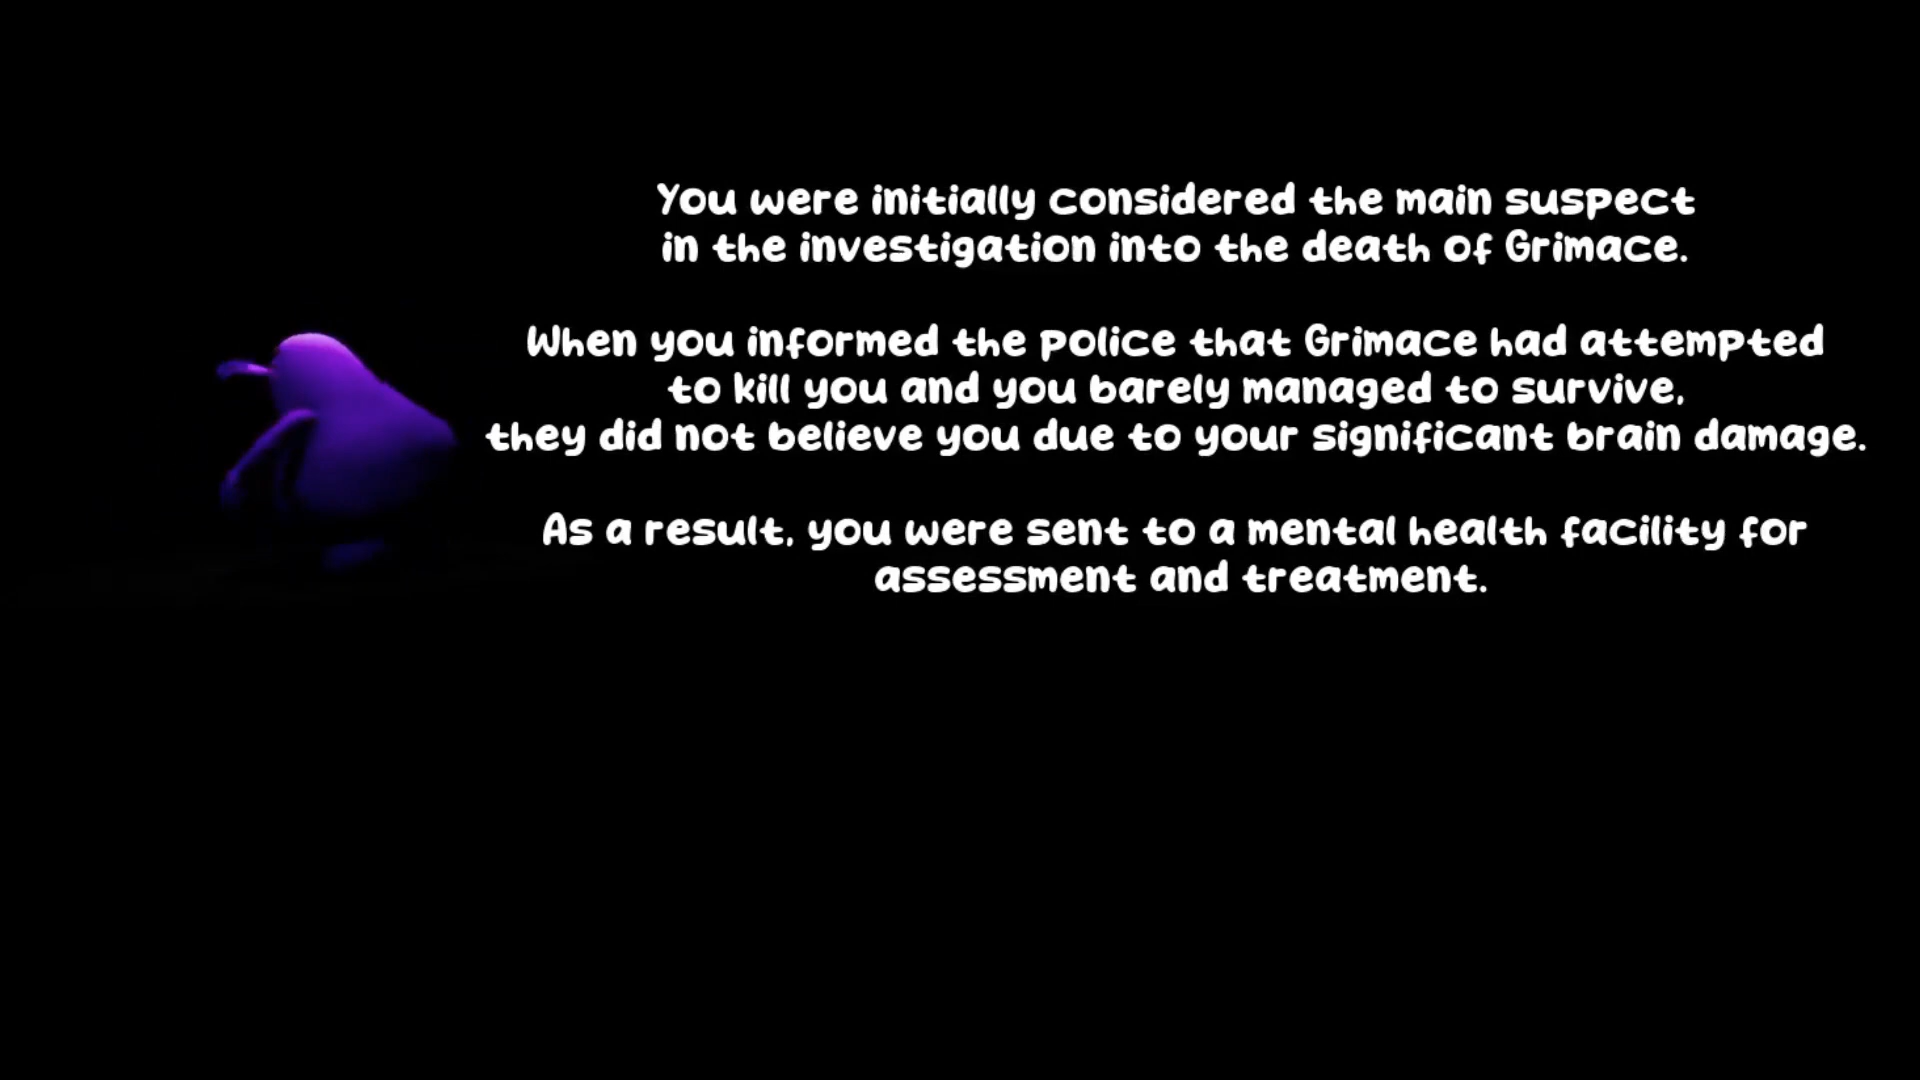 You were initially considered the main suspect
in the investigation into the death of Grimace.
When you informed the police that Grimace had attempted
to kill you and you barely managed to survive,
they did not believe you due to your significant brain damage.
As a result, you were sent to a mental health facility for
assessment and treatment.